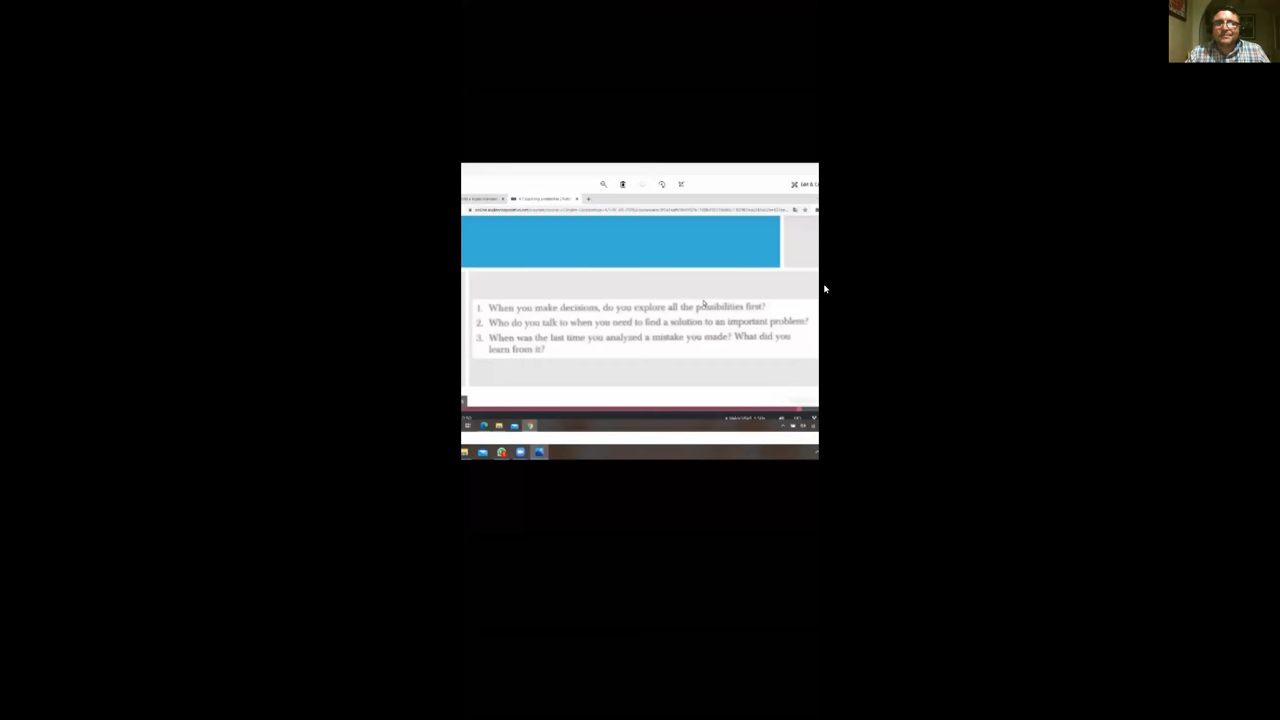 Edit & C
1. When you make decisions, do you explore all the possibilities first?
2. Who do you talk to when you need to find a solution to an important problem?
3. When was the last time you analyzed a mistake you made? What did you
learn from it?